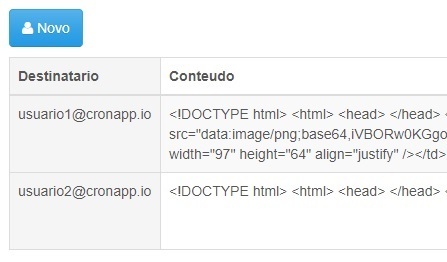 Novo
Destinatario Conteudo
usuario1@cronapp.io <!DOCTYPE html> <html> <head> </head> <
src="data:image/png;base64,iVBORw0KGgo
width="97" height="64" align="justify" /></td>
usuario2@cronapp.io <!DOCTYPE html> <html> <head> </head> <